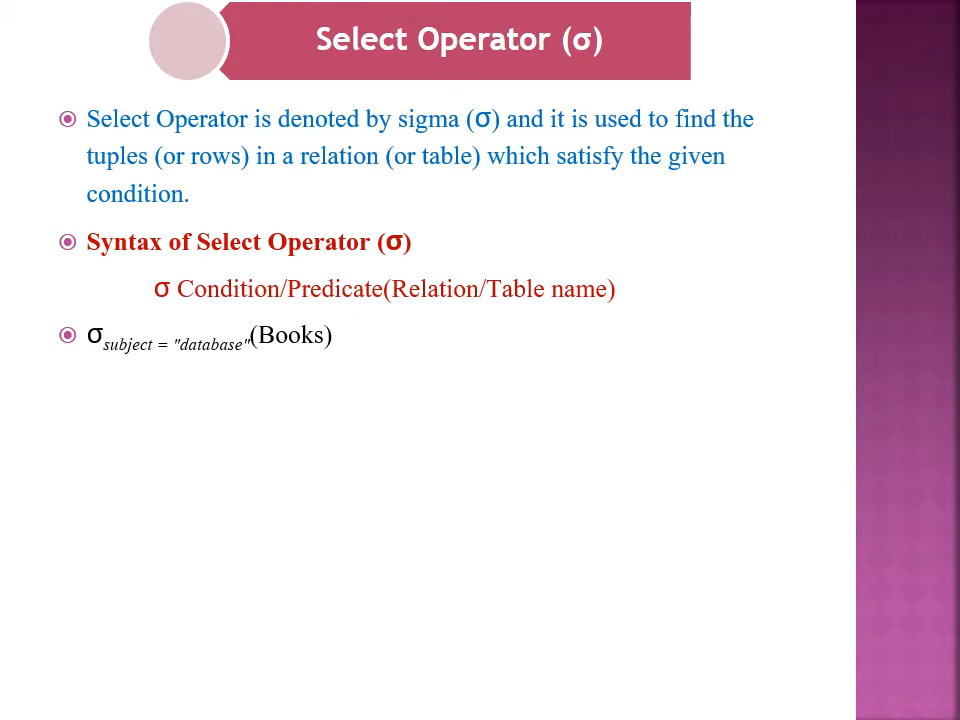 Select Operator (σ)
Select Operator is denoted by sigma (σ) and it is used to find the
tuples (or rows) in a relation (or table) which satisfy the given
condition.
Syntax of Select Operator (σ)
σ Condition/Predicate(Relation/Table name)
σsubject = "database"(Books)